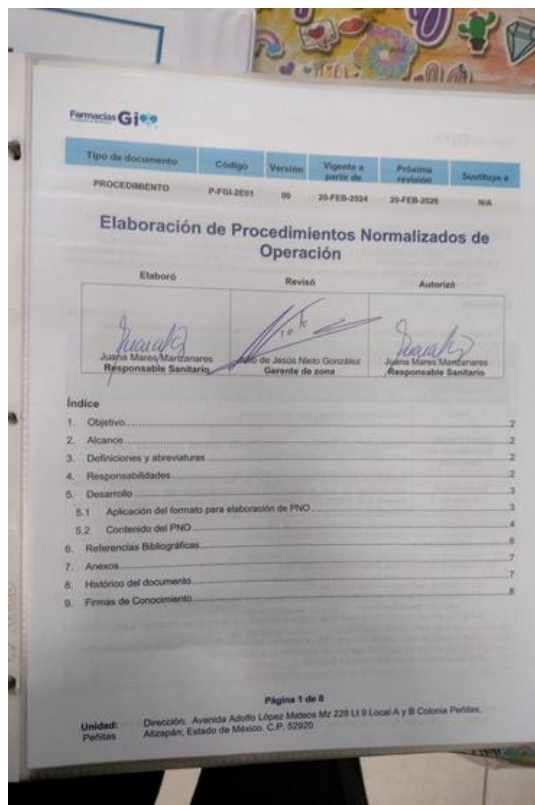 Farmacias Gi
Tipo de documento Código Versión Vigente a partir de Próxima revisión Sustituye a
PROCEDIMIENTO P-FGI-2E01 00 20-FEB-2024 20-FEB-2026 N/A
Elaboración de Procedimientos Normalizados de
Operación
Elaboró Revisó Autorizó
Juana Mares Manzanares de Jesús Nieto González Juana Mares Manzanares
Responsable Sanitario Gerente de zona Responsable Sanitario
Índice
1. Objetivo 2
2. Alcance 2
3. Definiciones y abreviaturas 2
4. Responsabilidades 2
5. Desarrollo 3
5.1 Aplicación del formato para elaboración de PNO 3
5.2 Contenido del PNO 4
6. Referencias Bibliográficas 6
7. Anexos 7
8. Histórico del documento 7
9. Firmas de Conocimiento 8
Página 1 de 8
Unidad: Dirección: Avenida Adolfo López Mateos Mz 228 Lt 9 Local A y B Colonia Peñitas,
Peñitas Atizapán; Estado de México. C.P. 52920.